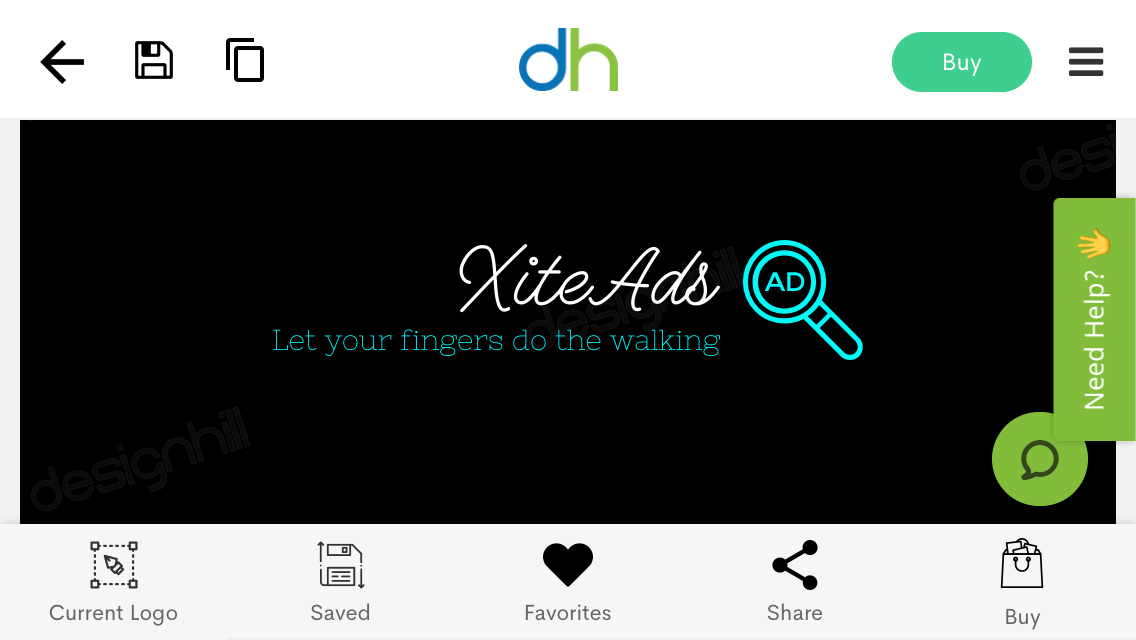 dh
Buy
designhill
Need Help? 👋
XiteAds
AD
designhill
Let your fingers do the walking
designhill
Current Logo
Saved
Favorites
Share
Buy